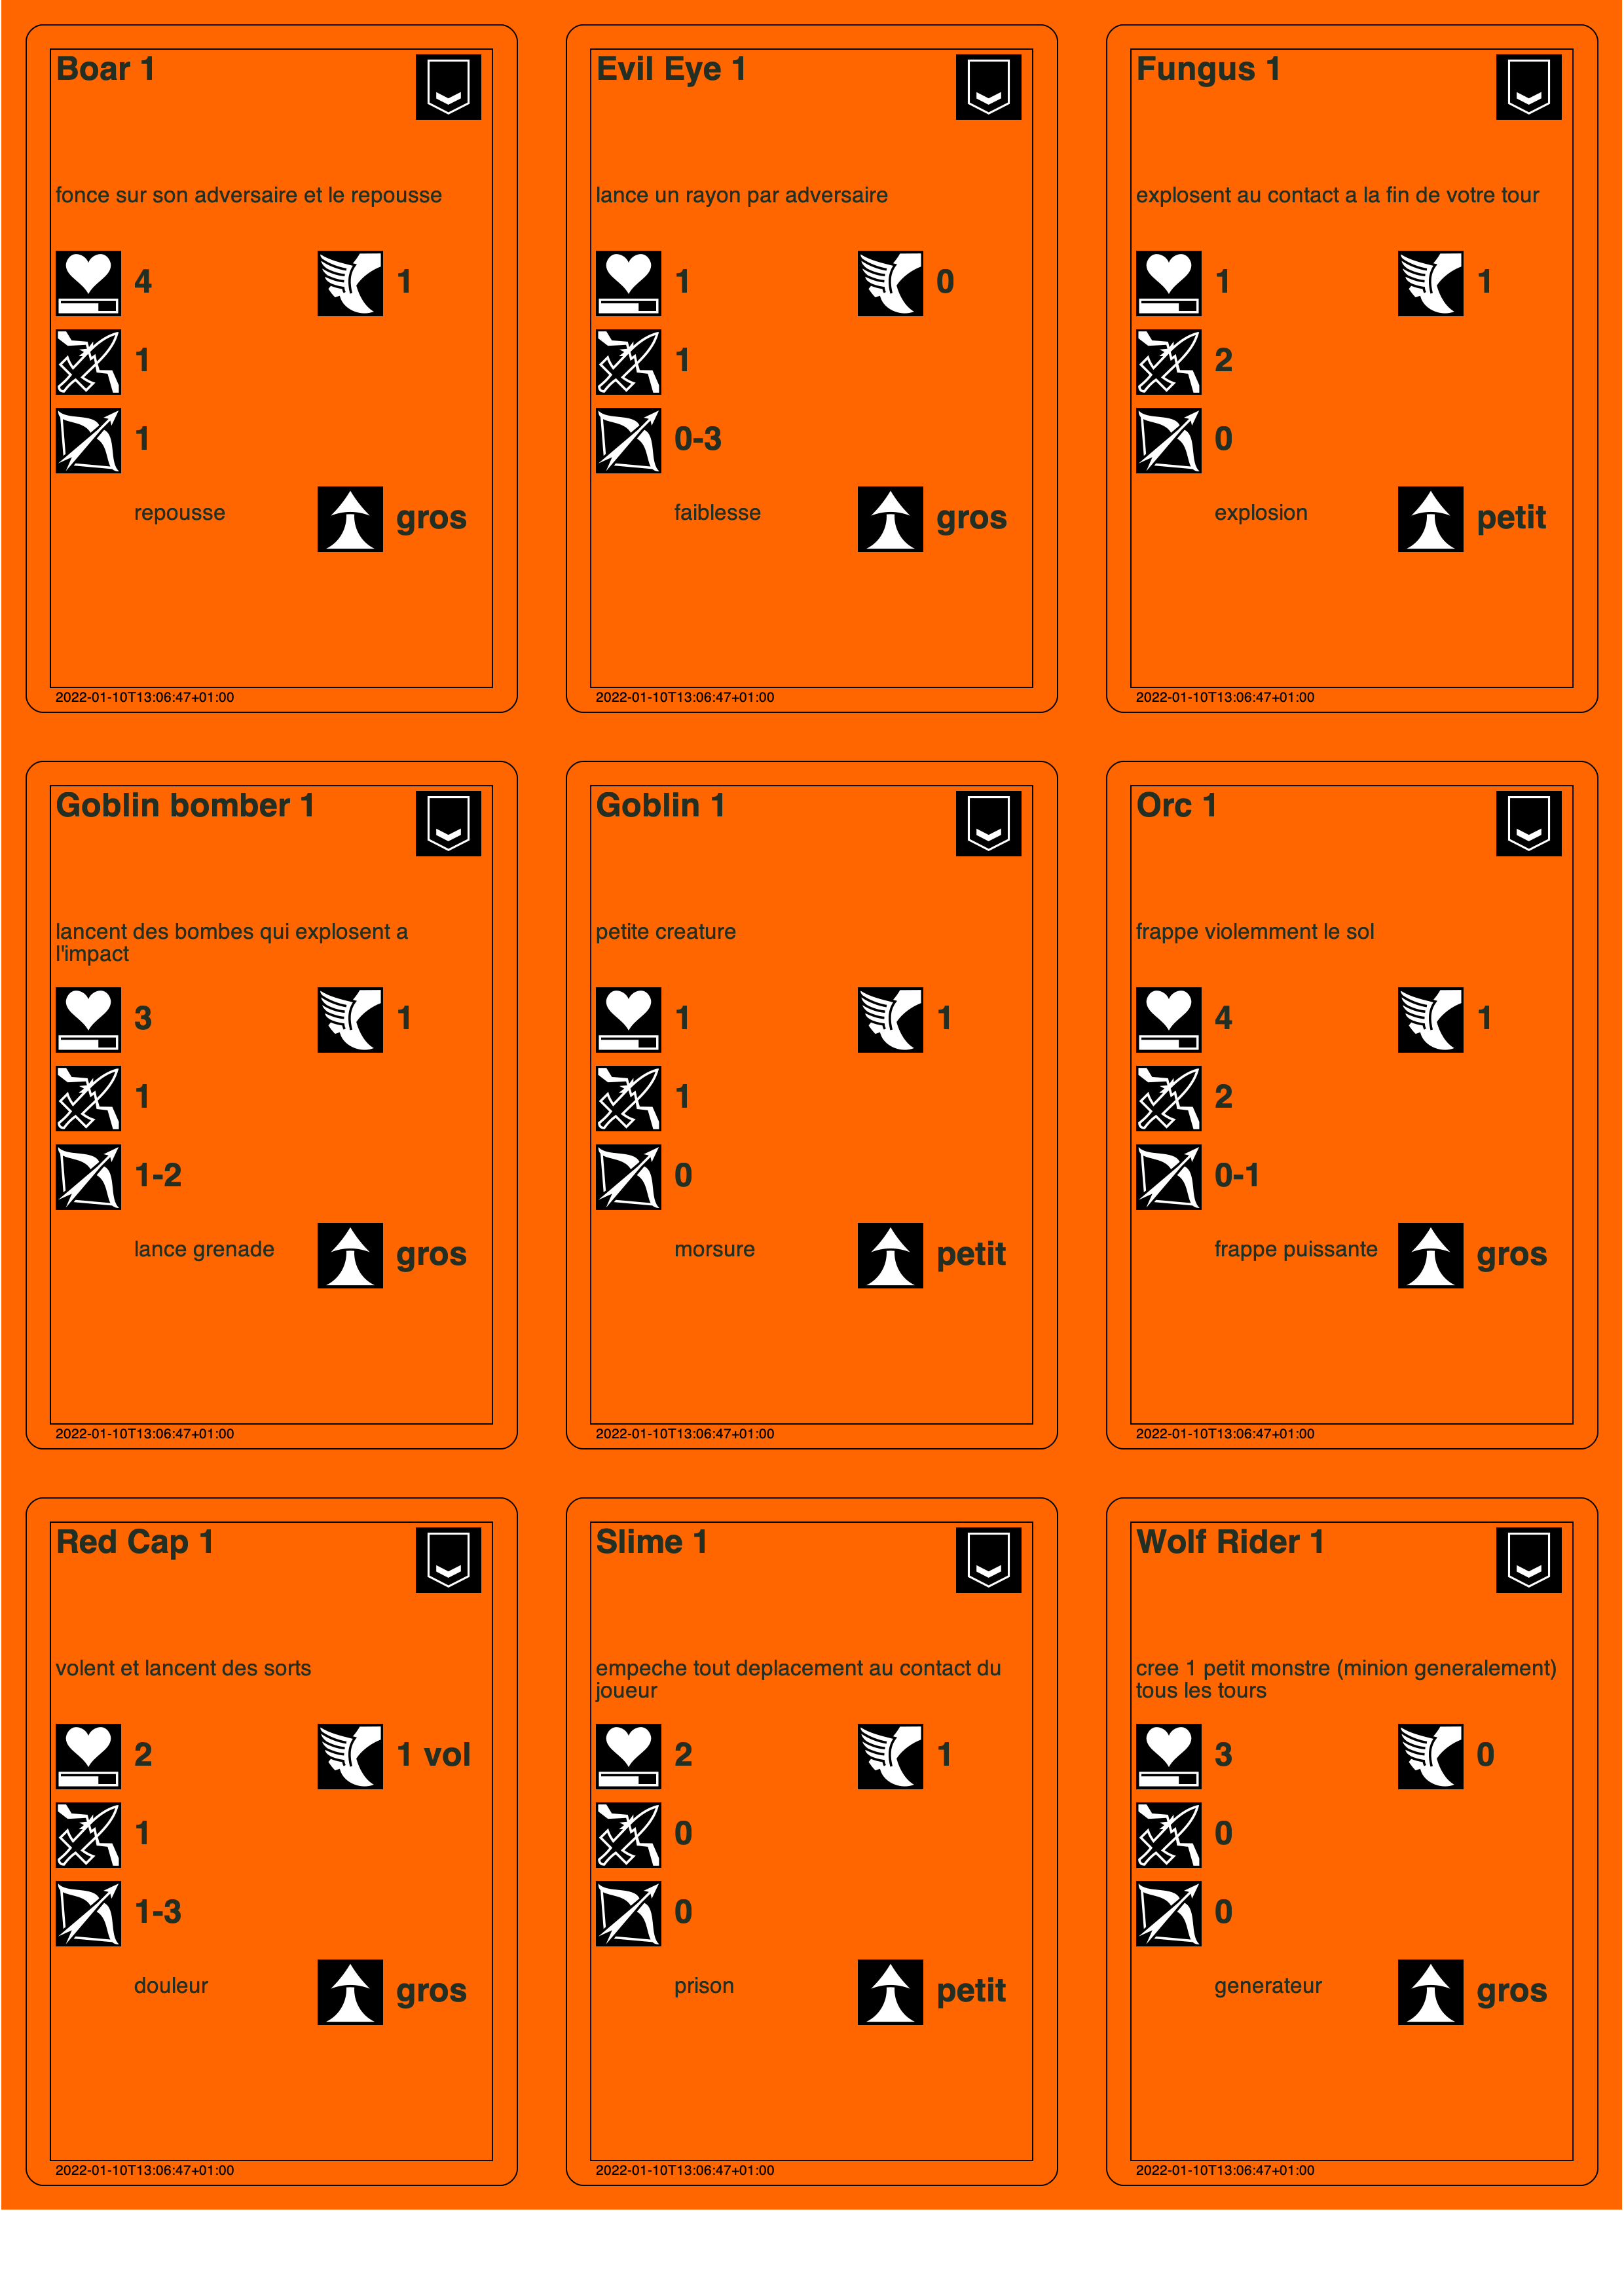 Boar 1
fonce sur son adversaire et le repousse
4
1
1
1
repousse
gros
2022-01-10T13:06:47+01:00
Evil Eye 1
lance un rayon par adversaire
1
0
1
0-3
faiblesse
gros
2022-01-10T13:06:47+01:00
Fungus 1
explosent au contact a la fin de votre tour
1
1
2
0
explosion
petit
2022-01-10T13:06:47+01:00
Goblin bomber 1
lancent des bombes qui explosent a
l'impact
3
1
1
1-2
lance grenade
gros
2022-01-10T13:06:47+01:00
Goblin 1
petite creature
1
1
1
0
morsure
petit
2022-01-10T13:06:47+01:00
Orc 1
frappe violemment le sol
4
1
2
0-1
frappe puissante
gros
2022-01-10T13:06:47+01:00
Red Cap 1
volent et lancent des sorts
2
1 vol
1
1-3
douleur
gros
2022-01-10T13:06:47+01:00
Slime 1
empeche tout deplacement au contact du
joueur
2
1
0
0
prison
petit
2022-01-10T13:06:47+01:00
Wolf Rider 1
cree 1 petit monstre (minion generalement)
tous les tours
3
0
0
0
generateur
gros
2022-01-10T13:06:47+01:00